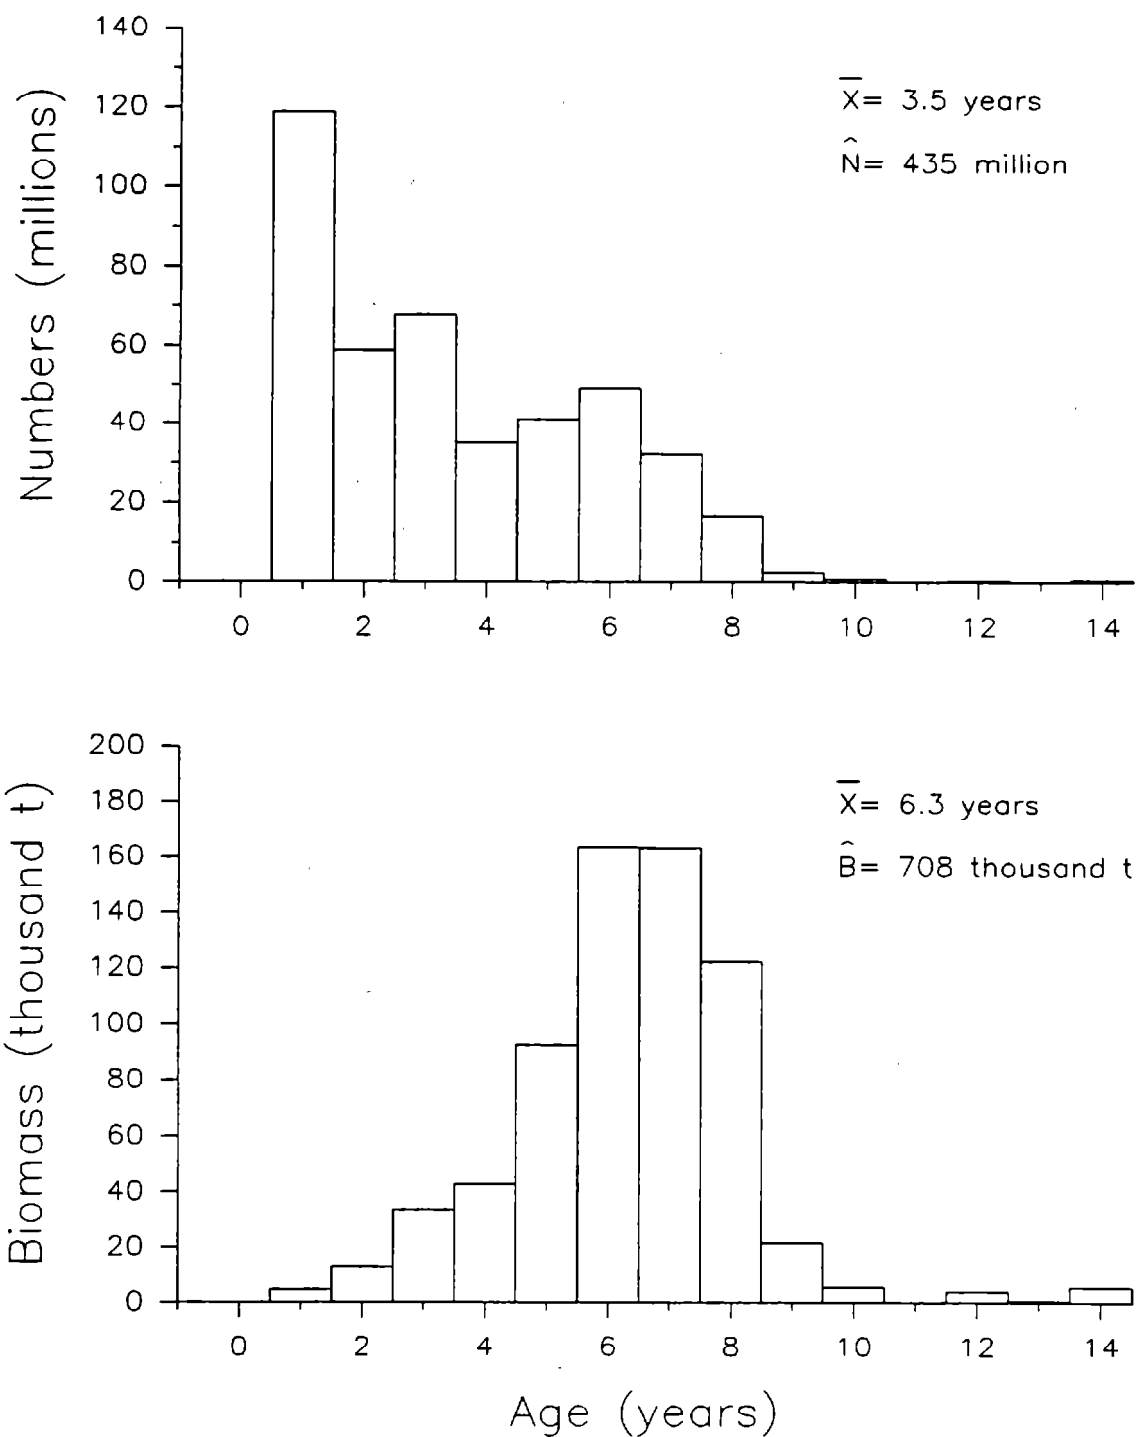 140
120
100
80
60
40
20
0
Numbers (millions)
X̅= 3.5 years
N̂= 435 million
0 2 4 6 8 10 12 14
200
180
160
140
120
100
80
60
40
20
0
Biomass (thousand t)
X̅= 6.3 years
B̂= 708 thousand t
0 2 4 6 8 10 12 14
Age (years)